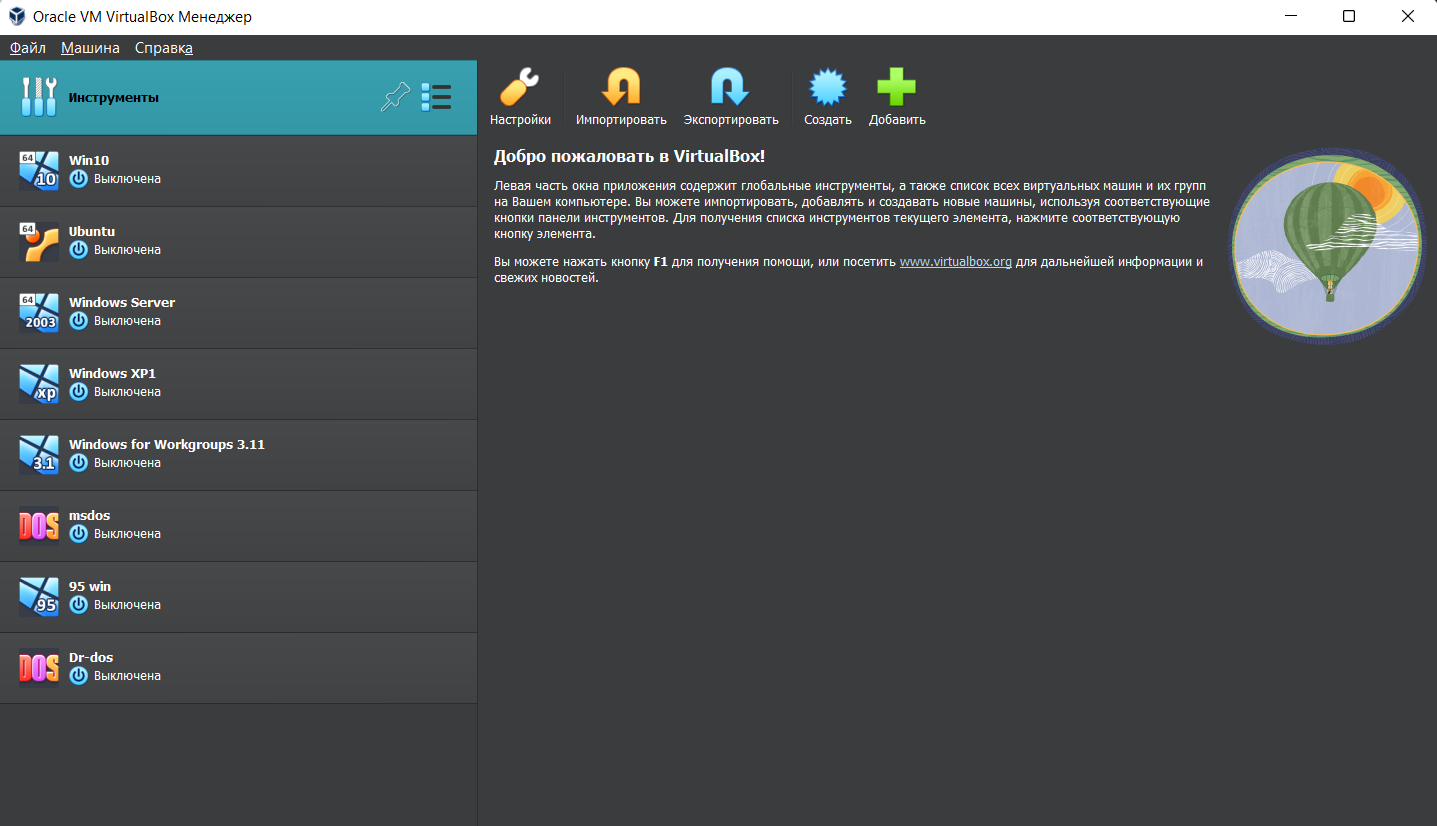 Oracle VM VirtualBox Менеджер
Файл Машина Справка
Инструменты
64
10
Win10
Выключена
64
Ubuntu
Выключена
64
2003
Windows Server
Выключена
xp
Windows XP1
Выключена
3.1
Windows for Workgroups 3.11
Выключена
DOS
msdos
Выключена
95
95 win
Выключена
DOS
Dr-dos
Выключена
Настройки Импортировать Экспортировать Создать Добавить
Добро пожаловать в VirtualBox!
Левая часть окна приложения содержит глобальные инструменты, а также список всех виртуальных машин и их групп
на Вашем компьютере. Вы можете импортировать, добавлять и создавать новые машины, используя соответствующие
кнопки панели инструментов. Для получения списка инструментов текущего элемента, нажмите соответствующую
кнопку элемента.
Вы можете нажать кнопку F1 для получения помощи, или посетить www.virtualbox.org для дальнейшей информации и
свежих новостей.